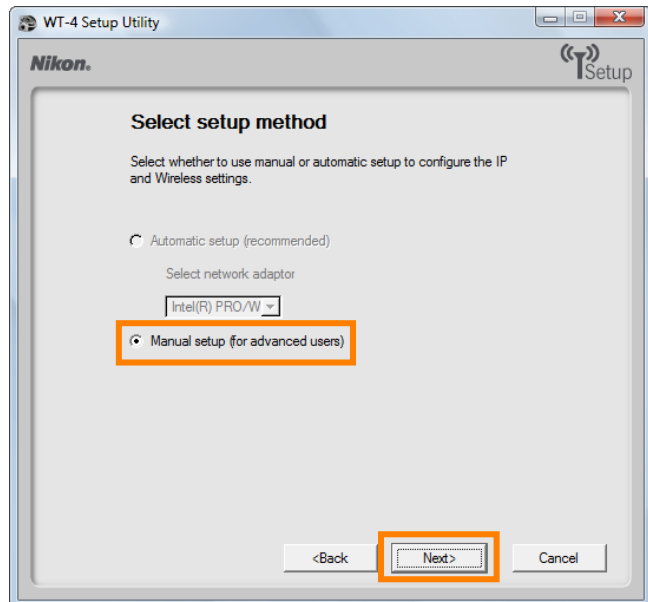 WT-4 Setup Utility
Nikon.
Setup
Select setup method
Select whether to use manual or automatic setup to configure the IP
and Wireless settings.
Automatic setup (recommended)
Select network adaptor
Intel(R) PRO/W
Manual setup (for advanced users)
<Back Next> Cancel